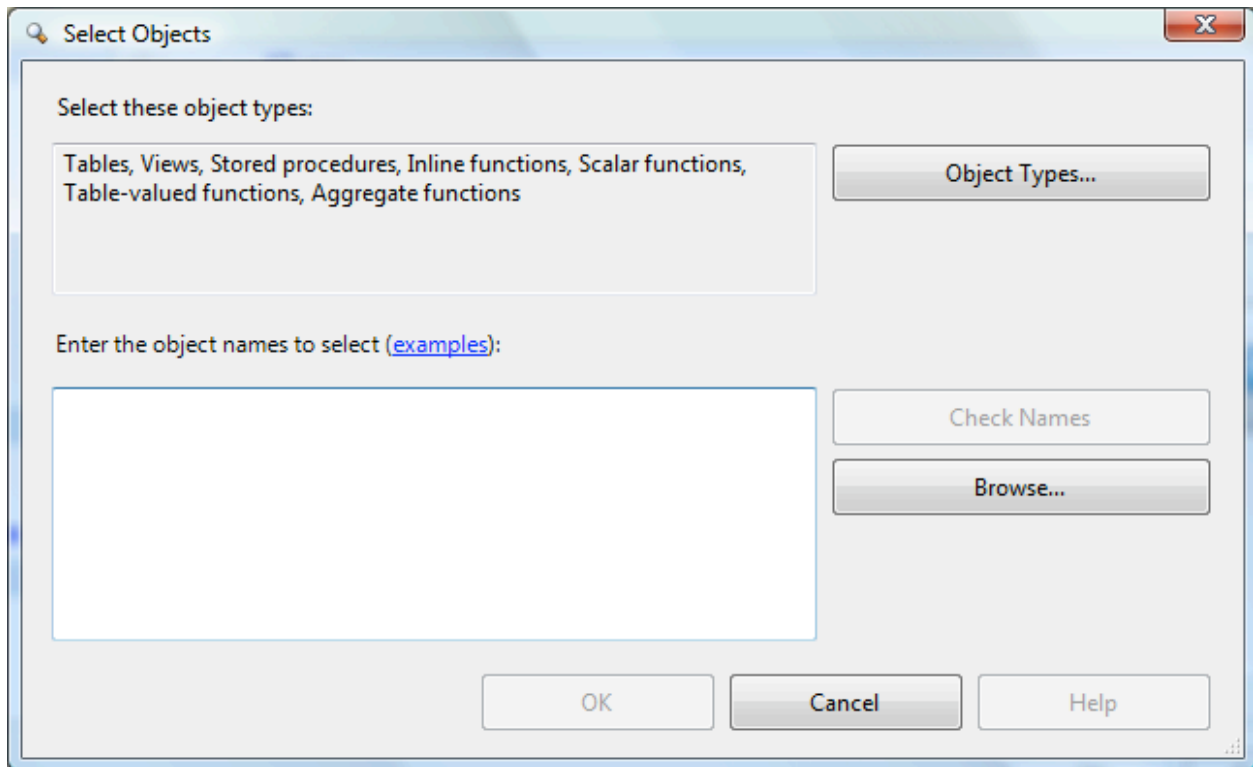 Select Objects
Select these object types:
Tables, Views, Stored procedures, Inline functions, Scalar functions,
Table-valued functions, Aggregate functions
Object Types...
Enter the object names to select (examples):
Check Names
Browse...
OK
Cancel
Help